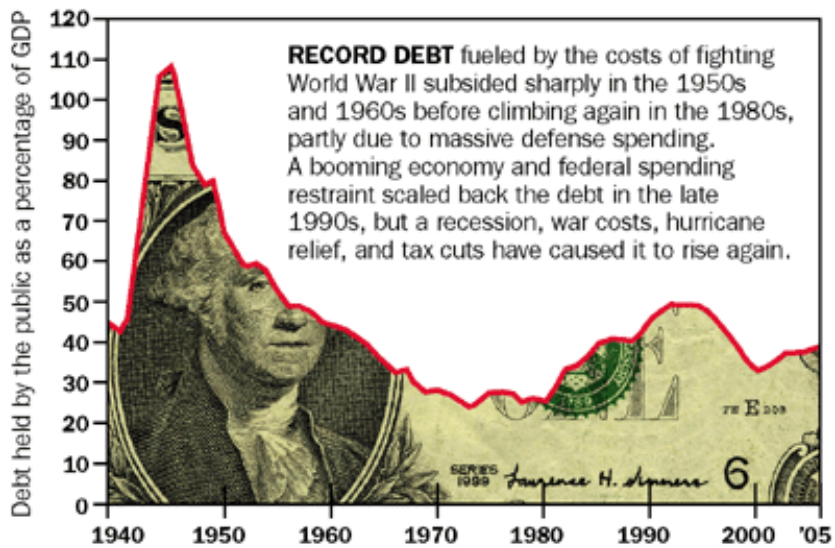 Debt held by the public as a percentage of GDP
120
110
100
90
80
70
60
50
40
30
20
10
0
RECORD DEBT fueled by the costs of fighting
World War II subsided sharply in the 1950s
and 1960s before climbing again in the 1980s,
partly due to massive defense spending.
A booming economy and federal spending
restraint scaled back the debt in the late
1990s, but a recession, war costs, hurricane
relief, and tax cuts have caused it to rise again.
S
E
SERIES
1999
Lawrence H. Summers
6
1940
1950
1960
1970
1980
1990
2000
'05